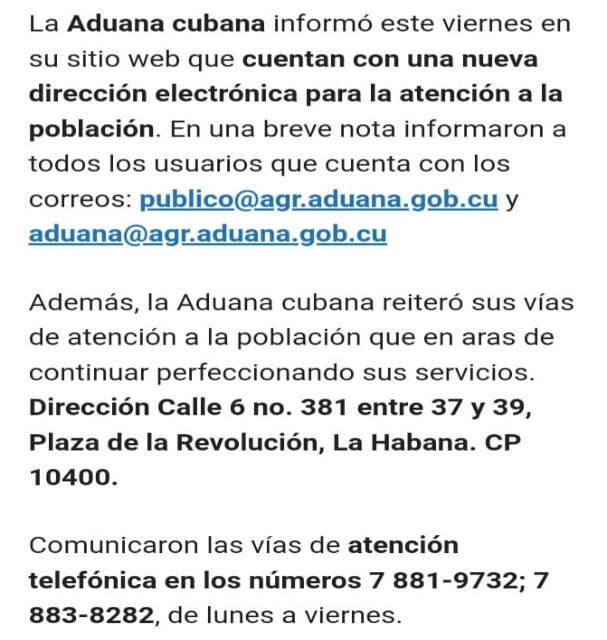 La Aduana cubana informó este viernes en
su sitio web que cuentan con una nueva
dirección electrónica para la atención a la
población. En una breve nota informaron a
todos los usuarios que cuenta con los
correos: publico@agr.aduana.gob.cu y
aduana@agr.aduana.gob.cu
Además, la Aduana cubana reiteró sus vías
de atención a la población que en aras de
continuar perfeccionando sus servicios.
Dirección Calle 6 no. 381 entre 37 y 39,
Plaza de la Revolución, La Habana. CP
10400.
Comunicaron las vías de atención
telefónica en los números 7 881-9732; 7
883-8282, de lunes a viernes.